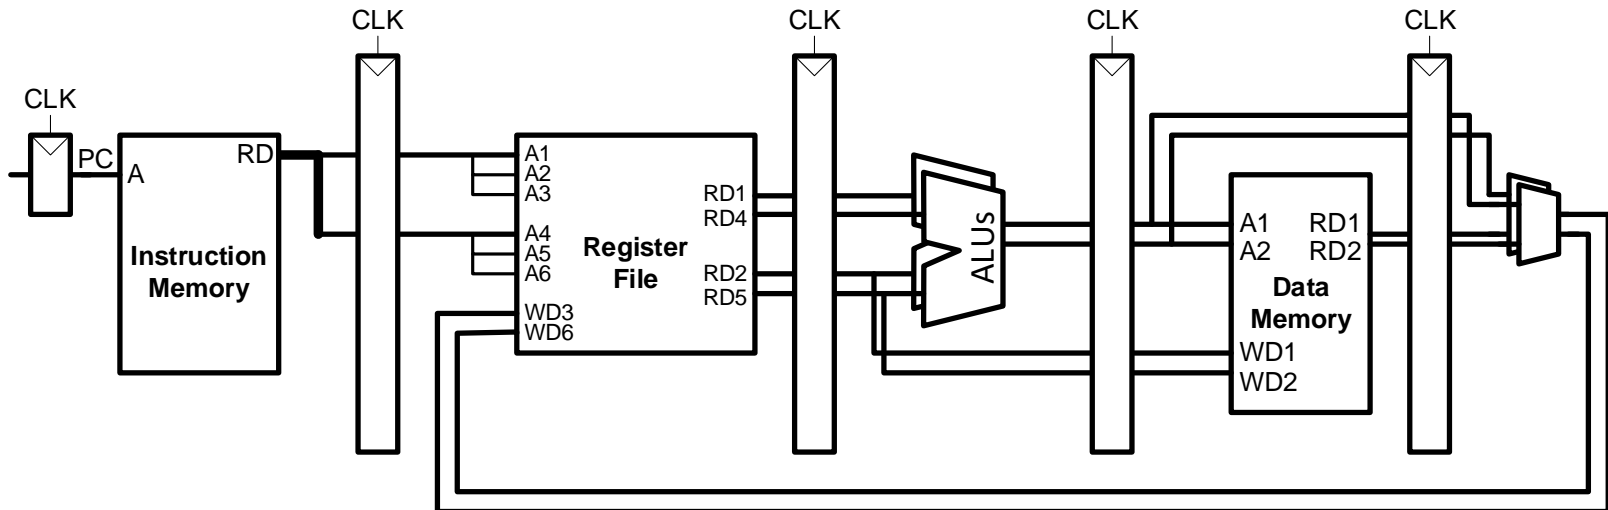 CLK
CLK
CLK
CLK
CLK
PC
A
RD
Instruction
Memory
A1
A2
A3
A4
A5
A6
WD3
WD6
Register
File
RD1
RD4
RD2
RD5
ALUs
A1
A2
RD1
RD2
Data
Memory
WD1
WD2